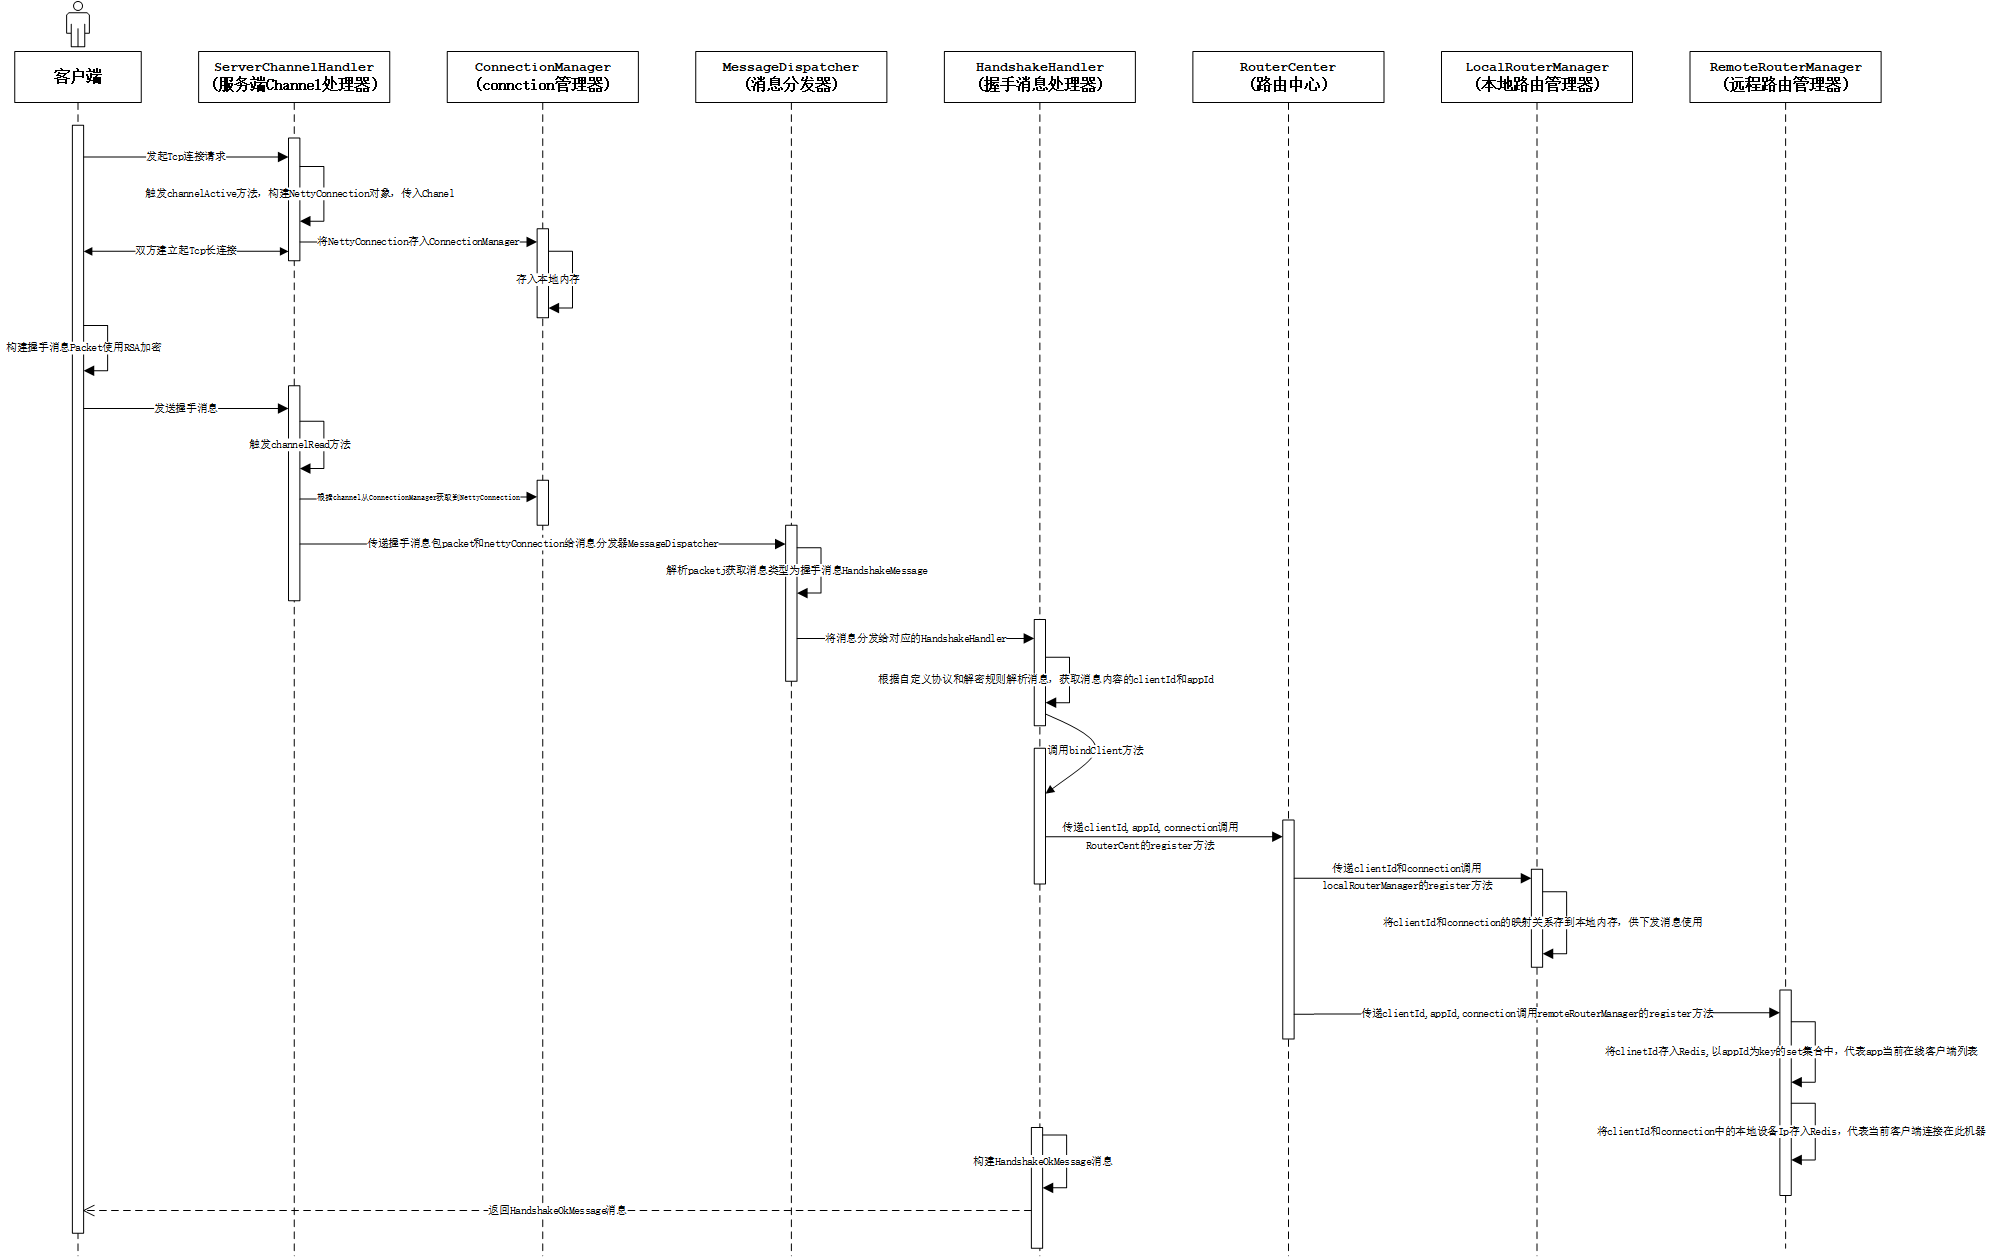 客户端
ServerChannelHandler
(服务端Channel处理器)
ConnectionManager
(connction管理器)
MessageDispatcher
(消息分发器)
HandshakeHandler
(握手消息处理器)
RouterCenter
(路由中心)
LocalRouterManager
(本地路由管理器)
RemoteRouterManager
(远程路由管理器)
发起Tcp连接请求
触发channelActive方法，构建NettyConnection对象，传入Chanel
将NettyConnection存入ConnectionManager
双方建立起Tcp长连接
存入本地内存
构建握手消息Packet使用RSA加密
发送握手消息
触发channelRead方法
根据channel从ConnectionManager获取到NettyConnection
传递握手消息包packet和nettyConnection给消息分发器MessageDispatcher
解析packetj获取消息类型为握手消息HandshakeMessage
将消息分发给对应的HandshakeHandler
根据自定义协议和解密规则解析消息，获取消息内容的clientId和appId
调用bindClient方法
传递clientId,appId,connection调用
RouterCent的register方法
传递clientId和connection调用
localRouterManager的register方法
将clientId和connection的映射关系存到本地内存，供下发消息使用
传递clientId,appId,connection调用remoteRouterManager的register方法
将clinetId存入Redis,以appId为key的set集合中，代表app当前在线客户端列表
将clientId和connection中的本地设备Ip存入Redis，代表当前客户端连接在此机器
构建HandshakeOkMessage消息
返回HandshakeOkMessage消息